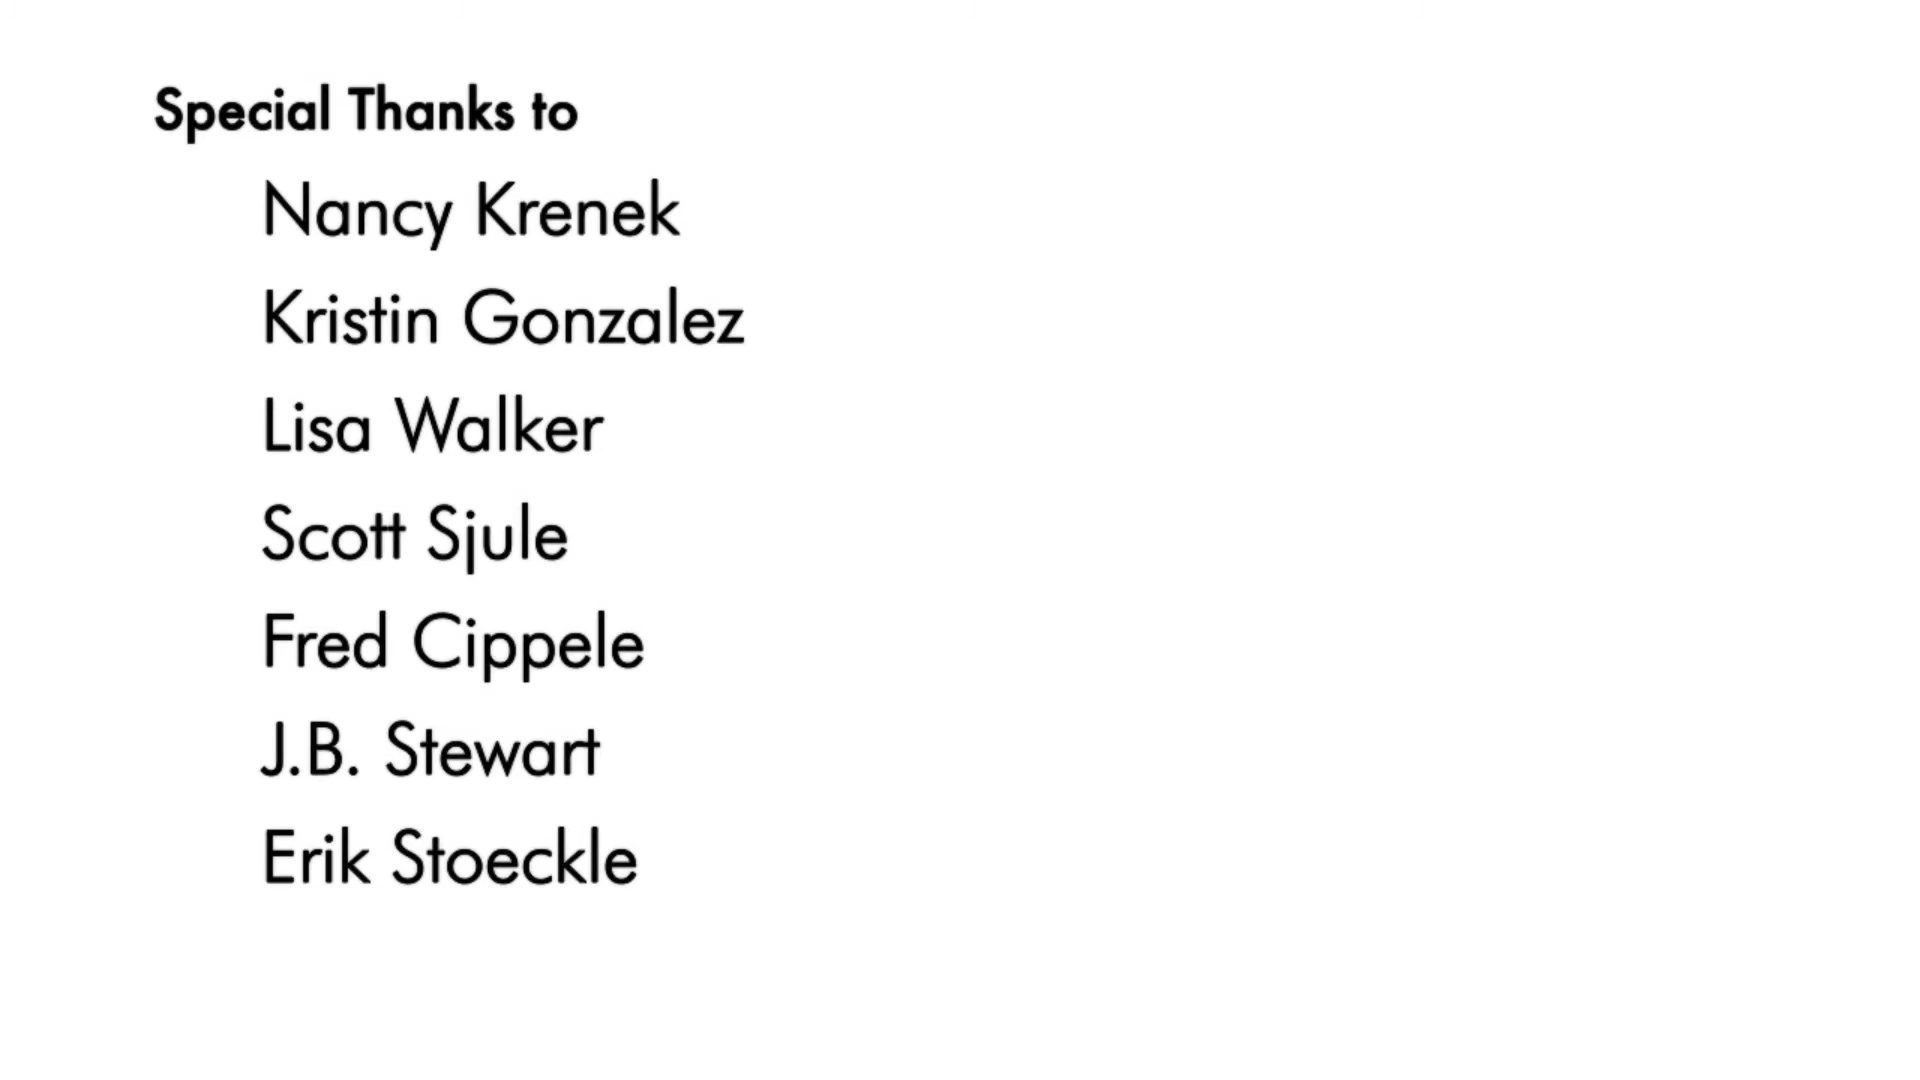 Special Thanks to
Nancy Krenek
Kristin Gonzalez
Lisa Walker
Scott Sjule
Fred Cippele
J.B. Stewart
Erik Stoeckle